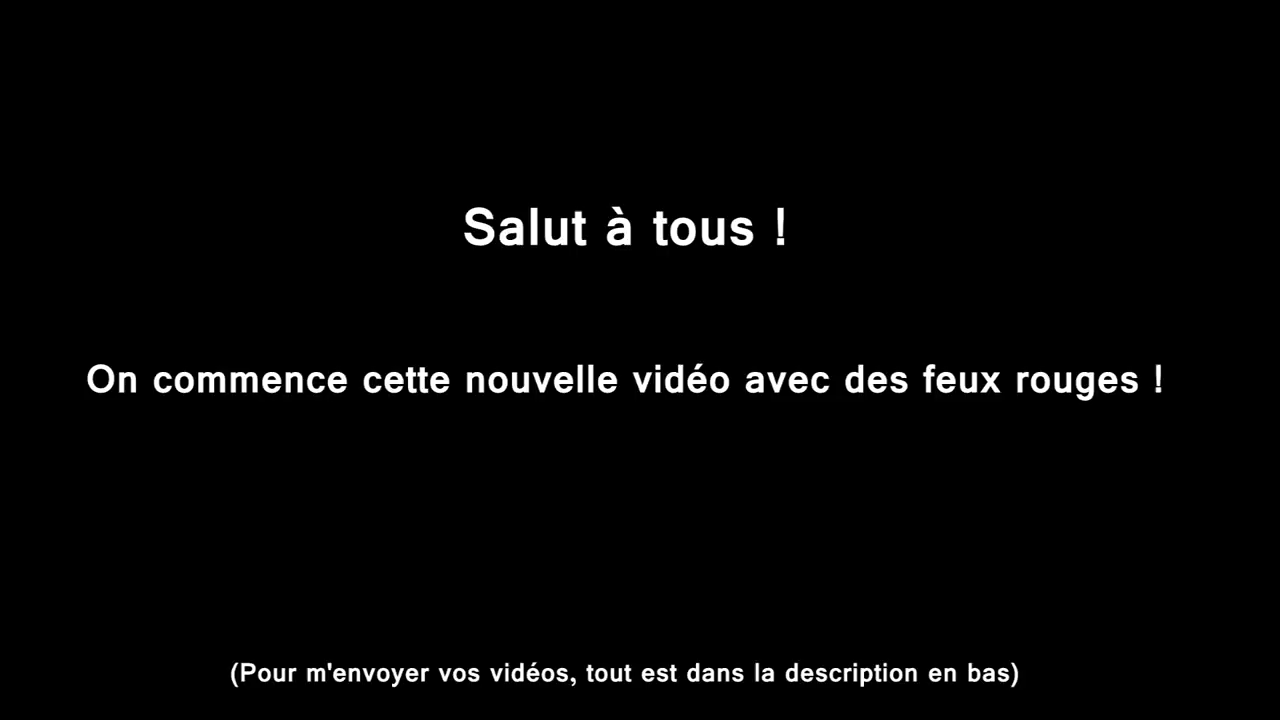 Salut à tous !
On commence cette nouvelle vidéo avec des feux rouges !
(Pour m'envoyer vos vidéos, tout est dans la description en bas)